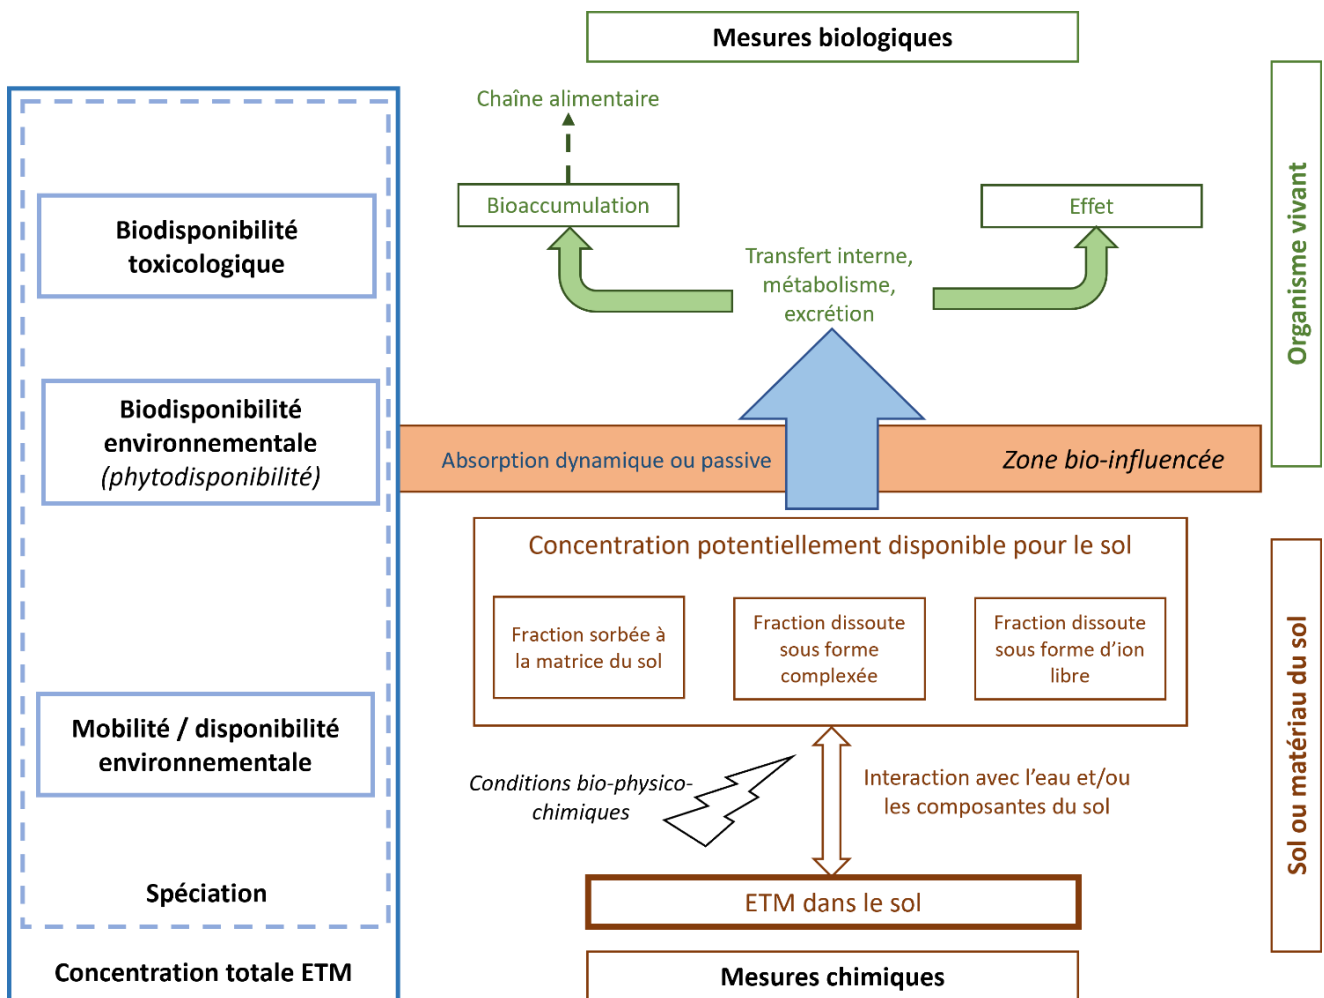 Mesures biologiques
Chaîne alimentaire
Bioaccumulation
Effet
Transfert interne,
métabolisme,
excrétion
Organisme vivant
Biodisponibilité
toxicologique
Biodisponibilité
environnementale
(phytodisponibilité)
Absorption dynamique ou passive
Zone bio-influencée
Concentration potentiellement disponible pour le sol
Fraction sorbée à
la matrice du sol
Fraction dissoute
sous forme
complexée
Fraction dissoute
sous forme d'ion
libre
Mobilité / disponibilité
environnementale
Conditions bio-physico-
chimiques
Interaction avec l'eau et/ou
les composantes du sol
Sol ou matériau du sol
Spéciation
ETM dans le sol
Concentration totale ETM
Mesures chimiques